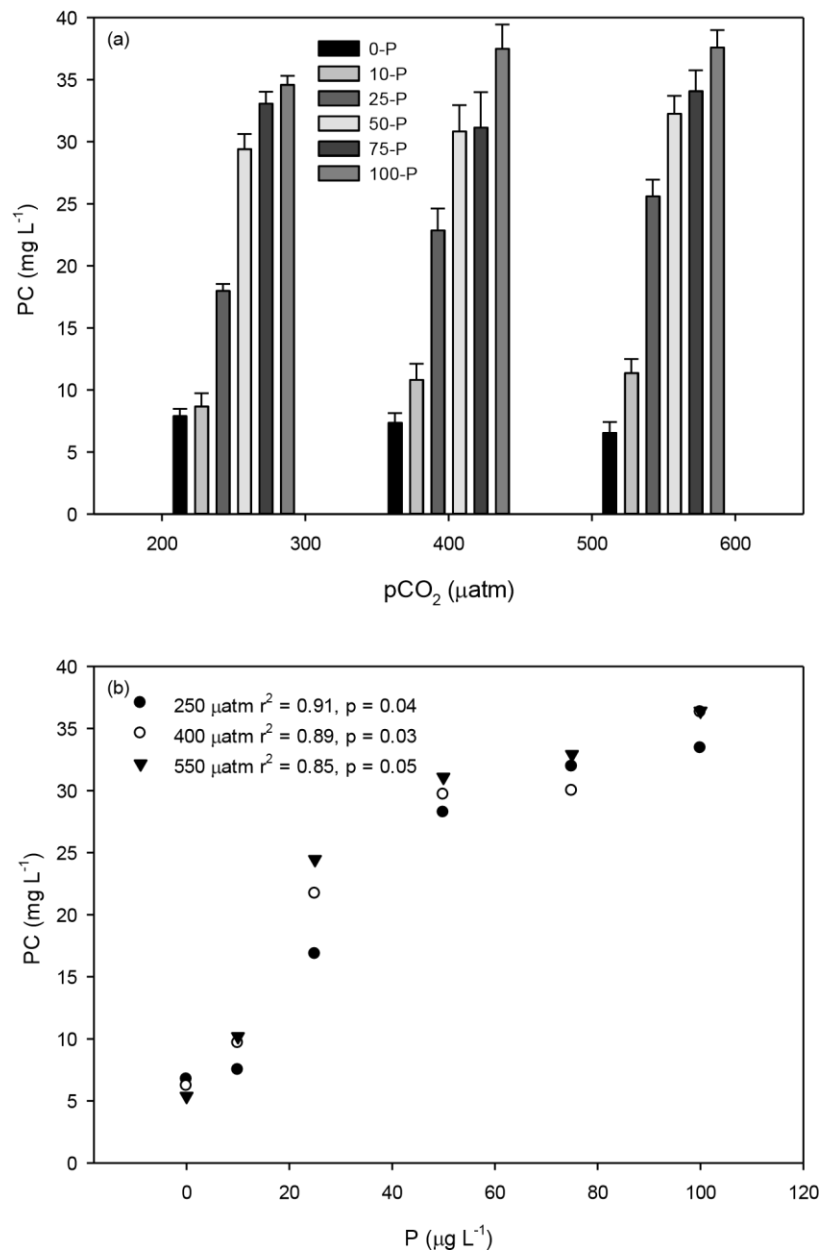 (a)
0-P
10-P
25-P
50-P
75-P
100-P
40
35
30
25
20
15
10
5
0
PC (mg L⁻¹)
200 300 400 500 600
pCO₂ (μatm)
(b)
250 μatm r² = 0.91, p = 0.04
400 μatm r² = 0.89, p = 0.03
550 μatm r² = 0.85, p = 0.05
40
35
30
25
20
15
10
5
0
PC (mg L⁻¹)
0 20 40 60 80 100 120
P (μg L⁻¹)